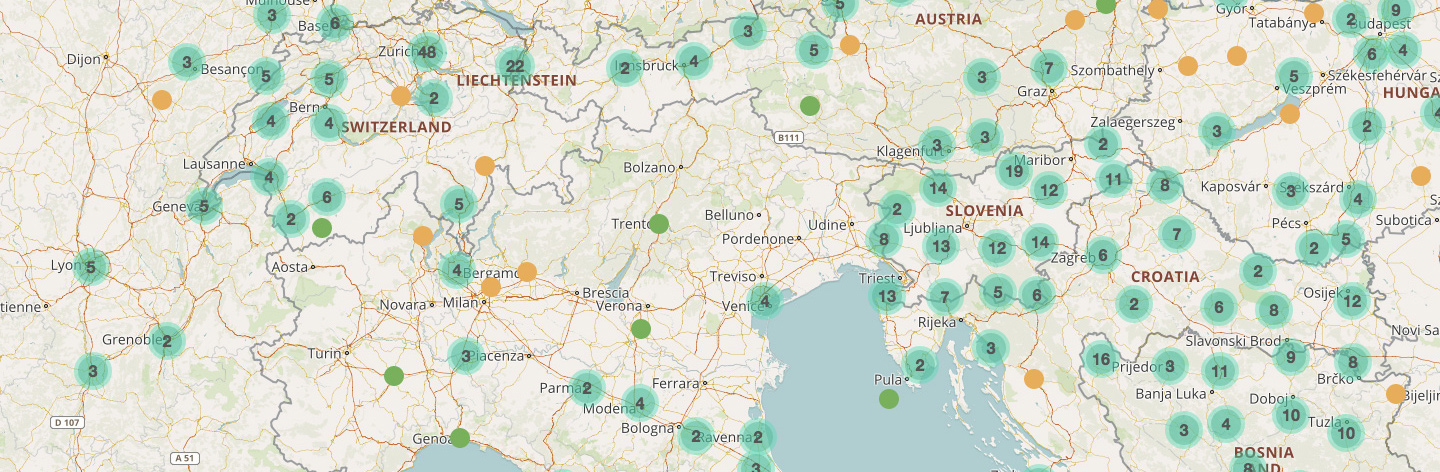 3
6
5
3
AUSTRIA
Győr
Tatabánya
2
9
Budapest
Dijon
3
Besançon
5
5
Zürich
48
22
LIECHTENSTEIN
2
Innsbruck
4
5
3
7
Graz
Szombathely
6
4
5
Székesfehérvár
Veszprém
HUNGA
Bern
4
4
2
SWITZERLAND
B111
Klagenfurt
3
3
Maribor
2
Zalaegerszeg
3
2
4
Lausanne
4
Geneva
5
2
6
5
Bolzano
19
14
12
11
8
Kaposvár
3
Szekszárd
4
Trento
Belluno
Pordenone
Udine
2
SLOVENIA
Ljubljana
8
13
12
14
7
Pécs
2
5
Subotica
Lyon
5
Aosta
4
Bergamo
Novara
Milan
Brescia
Verona
Treviso
Venice
4
Triest
13
7
5
6
Zagreb
6
CROATIA
2
2
6
8
Osijek
12
tienne
Grenoble
2
3
Turin
3
Piacenza
Rijeka
3
2
Pula
Slavonski Brod
Novi Sa
16
Prijedor
3
11
9
8
Brčko
Parma
2
Modena
4
Ferrara
Bologna
2
Ravenna
2
3
Banja Luka
Doboj
10
Bijeljin
3
4
Tuzla
10
D 107
A 51
Genoa
BOSNIA
8
AND